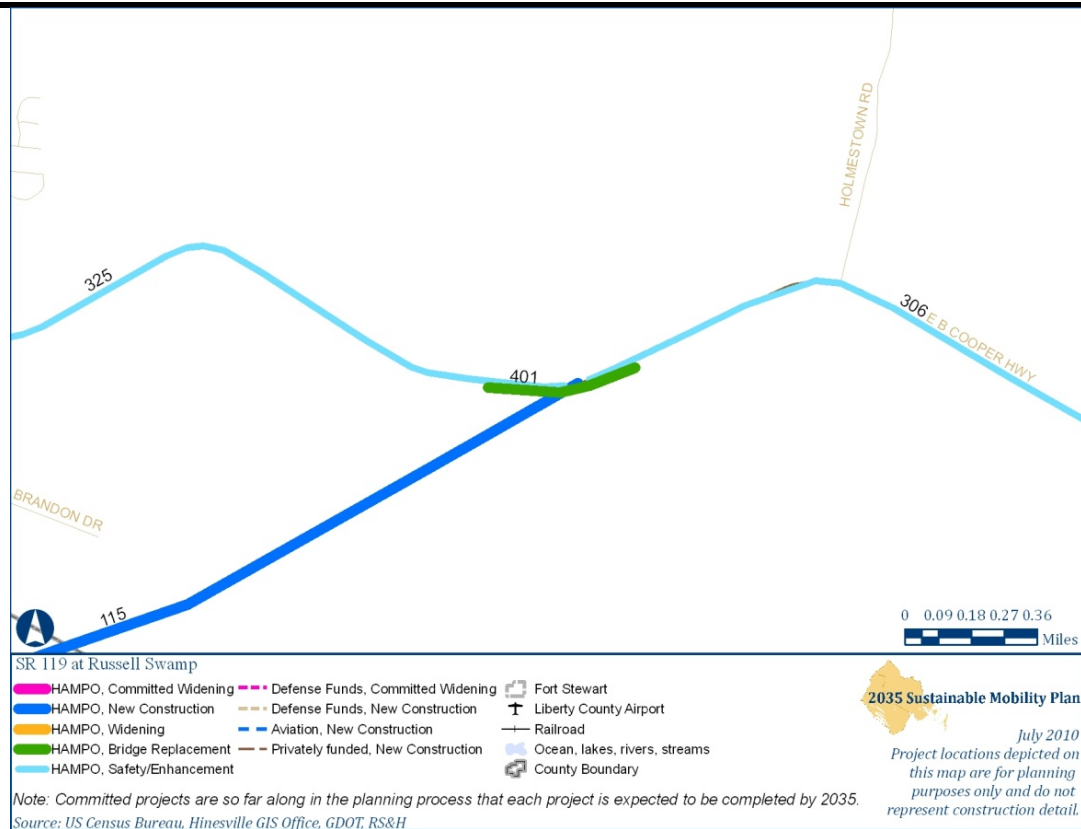 HOLMESTOWN RD
325
306
E B COOPER HWY
401
BRANDON DR
115
0 0.09 0.18 0.27 0.36
Miles
SR 119 at Russell Swamp
HAMPO, Committed Widening
HAMPO, New Construction
HAMPO, Widening
HAMPO, Bridge Replacement
HAMPO, Safety/Enhancement
Defense Funds, Committed Widening
Defense Funds, New Construction
Aviation, New Construction
Privately funded, New Construction
Fort Stewart
Liberty County Airport
Railroad
Ocean, lakes, rivers, streams
County Boundary
2035 Sustainable Mobility Plan
July 2010
Project locations depicted on
this map are for planning
purposes only and do not
represent construction detail.
Note: Committed projects are so far along in the planning process that each project is expected to be completed by 2035.
Source: US Census Bureau, Hinesville GIS Office, GDOT, RS&H